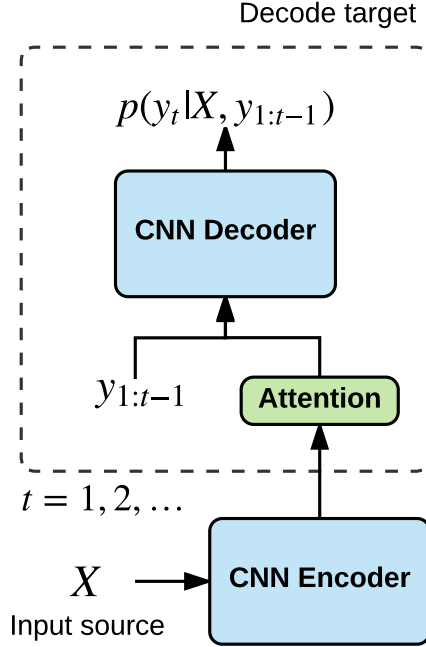 Decode target
p(y_t|X, y_{1:t−1})
CNN Decoder
y_{1:t−1}
Attention
t = 1, 2, …
CNN Encoder
X
Input source